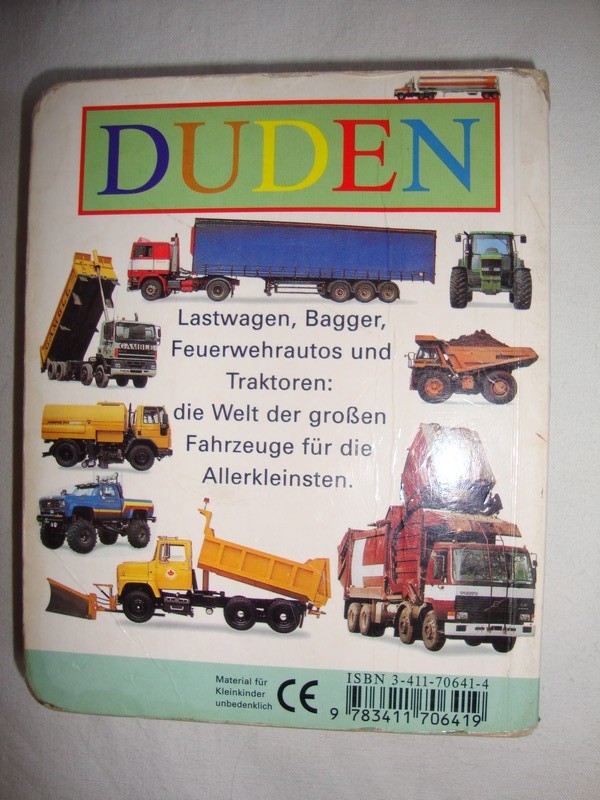 DUDEN
Lastwagen, Bagger,
Feuerwehrautos und
Traktoren:
die Welt der großen
Fahrzeuge für die
Allerkleinsten.
GAMBLE
Material für
Kleinkinder
unbedenklich
CE
ISBN 3-411-70641-4
9 783411 706419